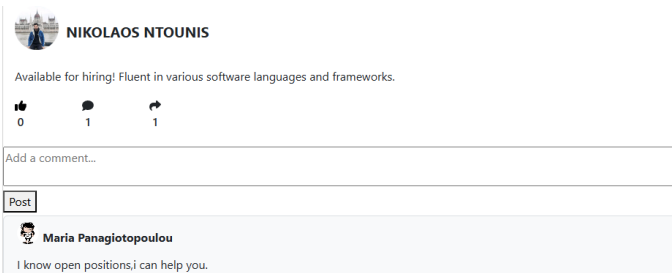 NIKOLAOS NTOUNIS
Available for hiring! Fluent in various software languages and frameworks.
0 1 1
Add a comment...
Post
Maria Panagiotopoulou
I know open positions,i can help you.